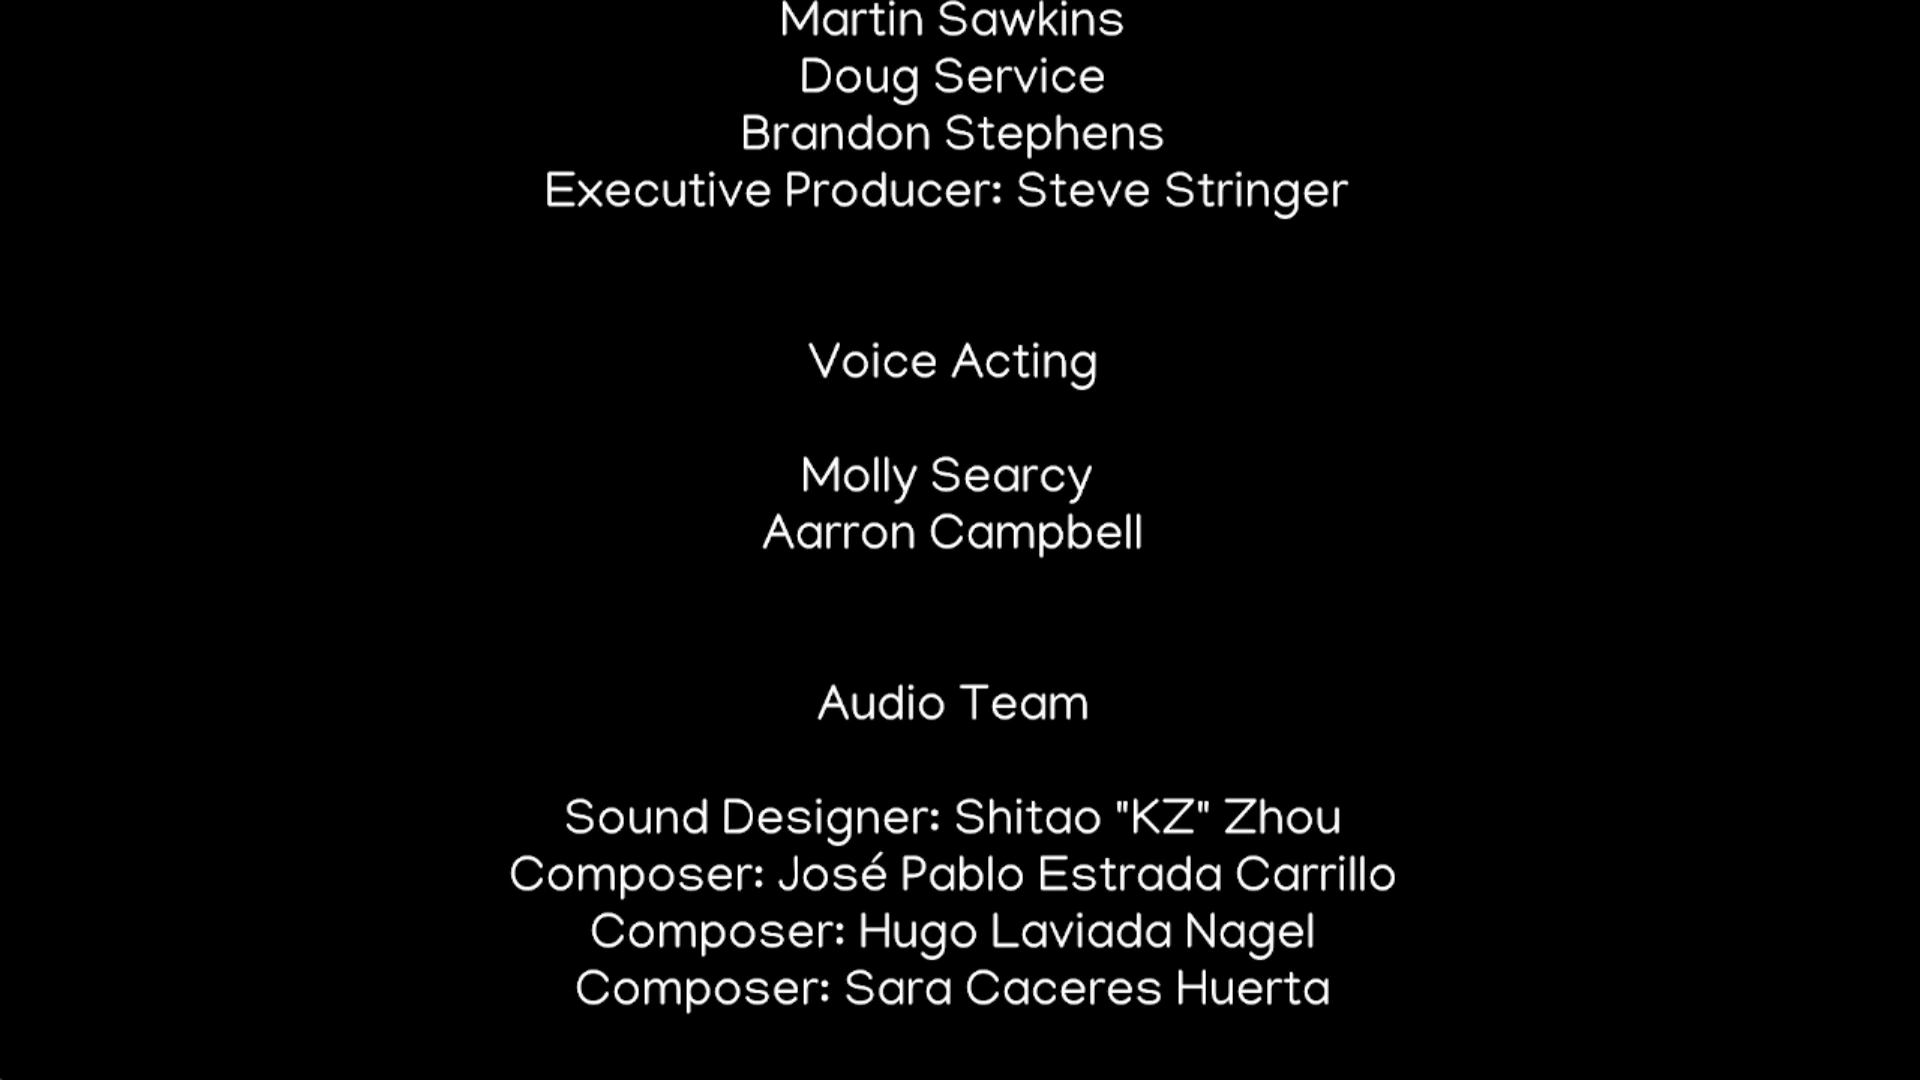 Martin Sawkins
Doug Service
Brandon Stephens
Executive Producer: Steve Stringer
Voice Acting
Molly Searcy
Aarron Campbell
Audio Team
Sound Designer: Shitao "KZ" Zhou
Composer: José Pablo Estrada Carrillo
Composer: Hugo Laviada Nagel
Composer: Sara Caceres Huerta